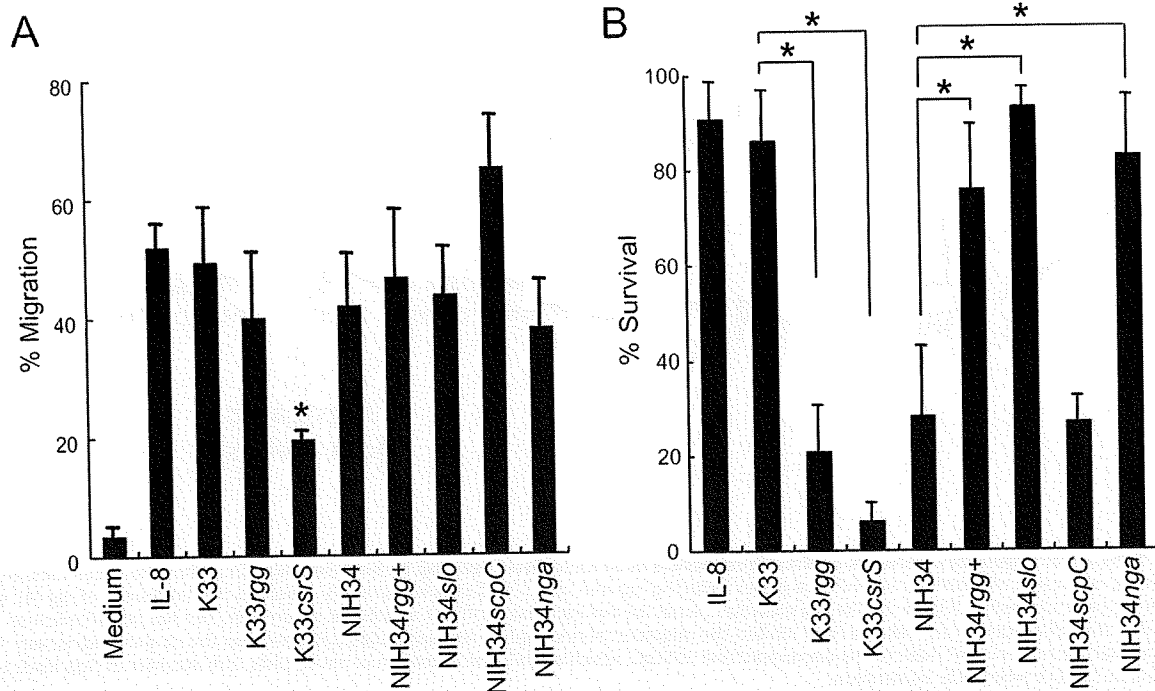 A
% Migration
80
60
40
20
0
*
Medium
IL-8
K33
K33rgg
K33csrS
NIH34
NIH34rgg+
NIH34slo
NIH34scpC
NIH34nga
B
% Survival
100
80
60
40
20
0
*
*
*
*
*
IL-8
K33
K33rgg
K33csrS
NIH34
NIH34rgg+
NIH34slo
NIH34scpC
NIH34nga